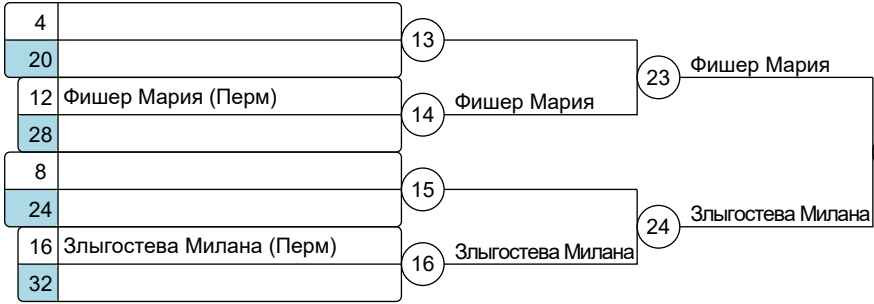 4
13
20
23 Фишер Мария
12 Фишер Мария (Перм)
14 Фишер Мария
28
8
15
24
24 Злыгостева Милана
16 Злыгостева Милана (Перм)
16 Злыгостева Милана
32